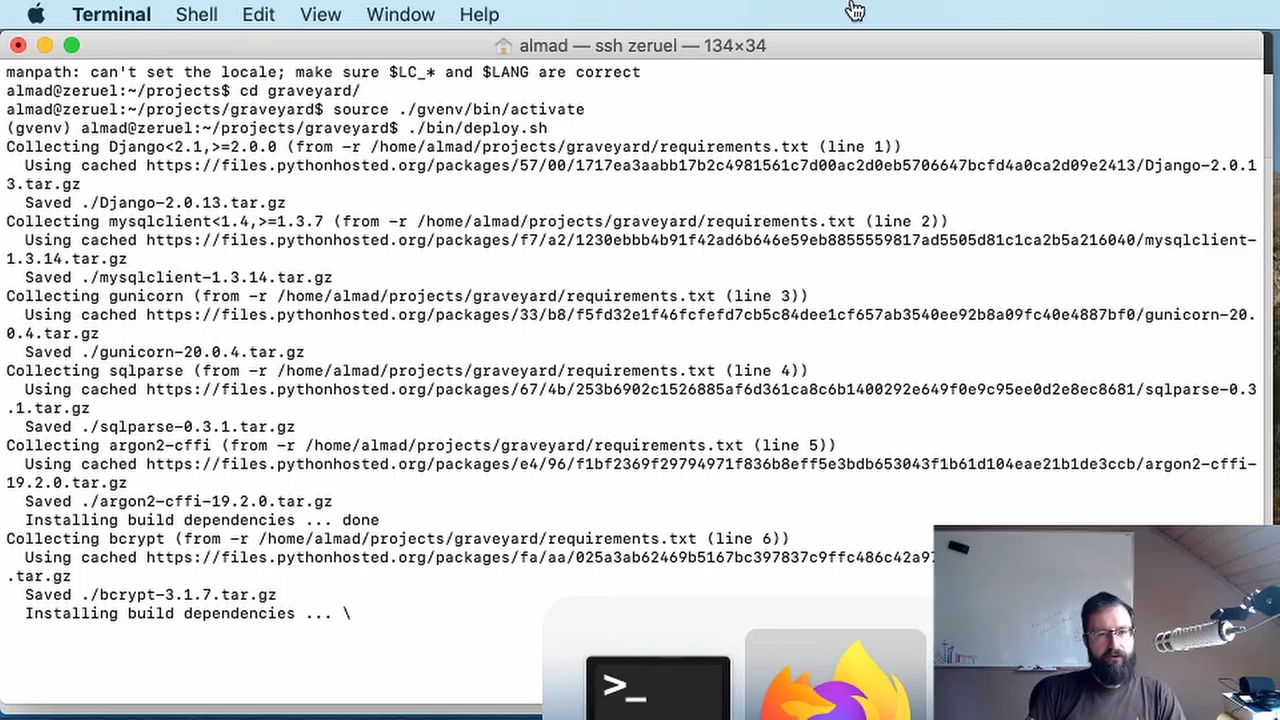 Terminal Shell Edit View Window Help
almad — ssh zeruel — 134×34
manpath: can't set the locale; make sure $LC_* and $LANG are correct
almad@zeruel:~/projects$ cd graveyard/
almad@zeruel:~/projects/graveyard$ source ./gvenv/bin/activate
(gvenv) almad@zeruel:~/projects/graveyard$ ./bin/deploy.sh
Collecting Django<2.1,>=2.0.0 (from -r /home/almad/projects/graveyard/requirements.txt (line 1))
  Using cached https://files.pythonhosted.org/packages/57/00/1717ea3aabb17b2c4981561c7d00ac2d0eb5706647bcfd4a0ca2d09e2413/Django-2.0.1
3.tar.gz
  Saved ./Django-2.0.13.tar.gz
Collecting mysqlclient<1.4,>=1.3.7 (from -r /home/almad/projects/graveyard/requirements.txt (line 2))
  Using cached https://files.pythonhosted.org/packages/f7/a2/1230ebbb4b91f42ad6b646e59eb8855559817ad5505d81c1ca2b5a216040/mysqlclient-
1.3.14.tar.gz
  Saved ./mysqlclient-1.3.14.tar.gz
Collecting gunicorn (from -r /home/almad/projects/graveyard/requirements.txt (line 3))
  Using cached https://files.pythonhosted.org/packages/33/b8/f5fd32e1f46fcfefd7cb5c84dee1cf657ab3540ee92b8a09fc40e4887bf0/gunicorn-20.
0.4.tar.gz
  Saved ./gunicorn-20.0.4.tar.gz
Collecting sqlparse (from -r /home/almad/projects/graveyard/requirements.txt (line 4))
  Using cached https://files.pythonhosted.org/packages/67/4b/253b6902c1526885af6d361ca8c6b1400292e649f0e9c95ee0d2e8ec8681/sqlparse-0.3
.1.tar.gz
  Saved ./sqlparse-0.3.1.tar.gz
Collecting argon2-cffi (from -r /home/almad/projects/graveyard/requirements.txt (line 5))
  Using cached https://files.pythonhosted.org/packages/e4/96/f1bf2369f29794971f836b8eff5e3bdb653043f1b61d104eae21b1de3ccb/argon2-cffi-
19.2.0.tar.gz
  Saved ./argon2-cffi-19.2.0.tar.gz
  Installing build dependencies ... done
Collecting bcrypt (from -r /home/almad/projects/graveyard/requirements.txt (line 6))
  Using cached https://files.pythonhosted.org/packages/fa/aa/025a3ab62469b5167bc397837c9ffc486c42a97
.tar.gz
  Saved ./bcrypt-3.1.7.tar.gz
  Installing build dependencies ... \
>_